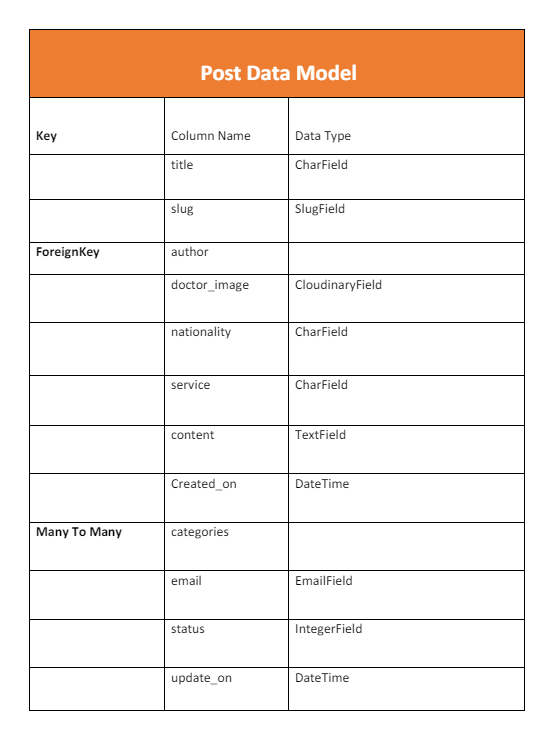 Post Data Model
Key Column Name Data Type
title CharField
slug SlugField
ForeignKey author
doctor_image CloudinaryField
nationality CharField
service CharField
content TextField
Created_on DateTime
Many To Many categories
email EmailField
status IntegerField
update_on DateTime